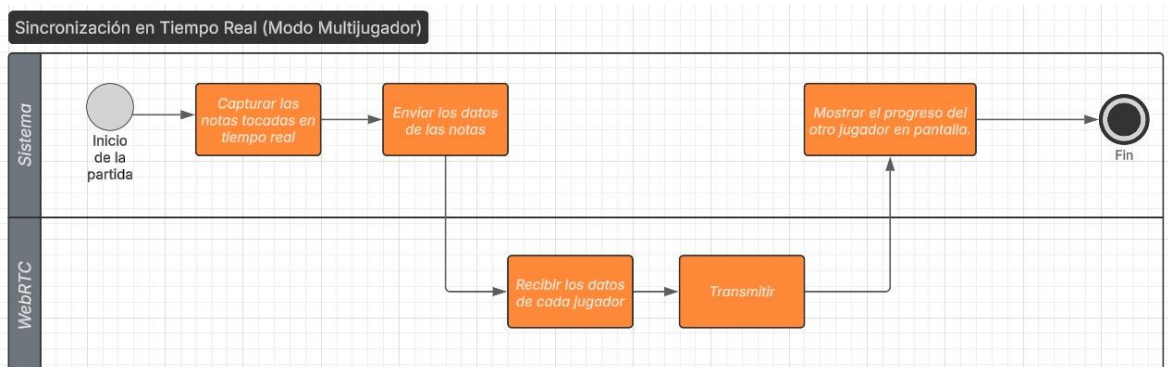 Sincronización en Tiempo Real (Modo Multijugador)
Sistema
Inicio
de la
partida
Capturar las
notas tocadas en
tiempo real
Envíar los datos
de las notas
Mostrar el progreso del
otro jugador en pantalla.
Fin
WebRTC
Recibir los datos
de cada jugador
Transmitir